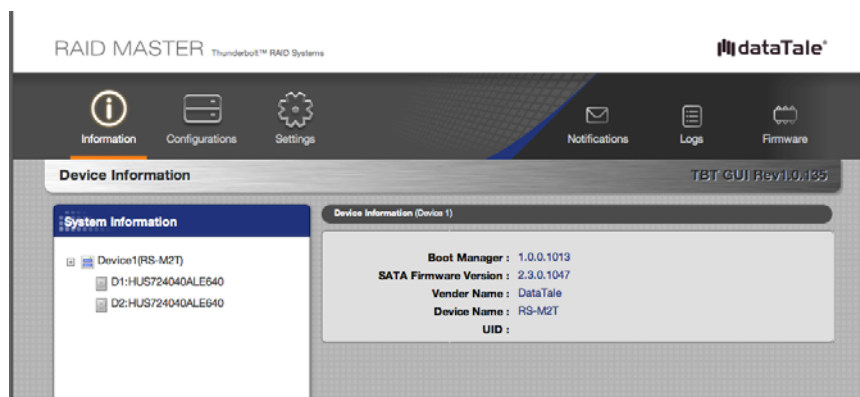 RAID MASTER Thunderbolt™ RAID Systems
dataTale®
Information
Configurations
Settings
Notifications
Logs
Firmware
Device Information
TBT GUI Rev1.0.135
System Information
Device1(RS-M2T)
D1:HUS724040ALE640
D2:HUS724040ALE640
Device Information (Device 1)
Boot Manager : 1.0.0.1013
SATA Firmware Version : 2.3.0.1047
Vender Name : DataTale
Device Name : RS-M2T
UID :